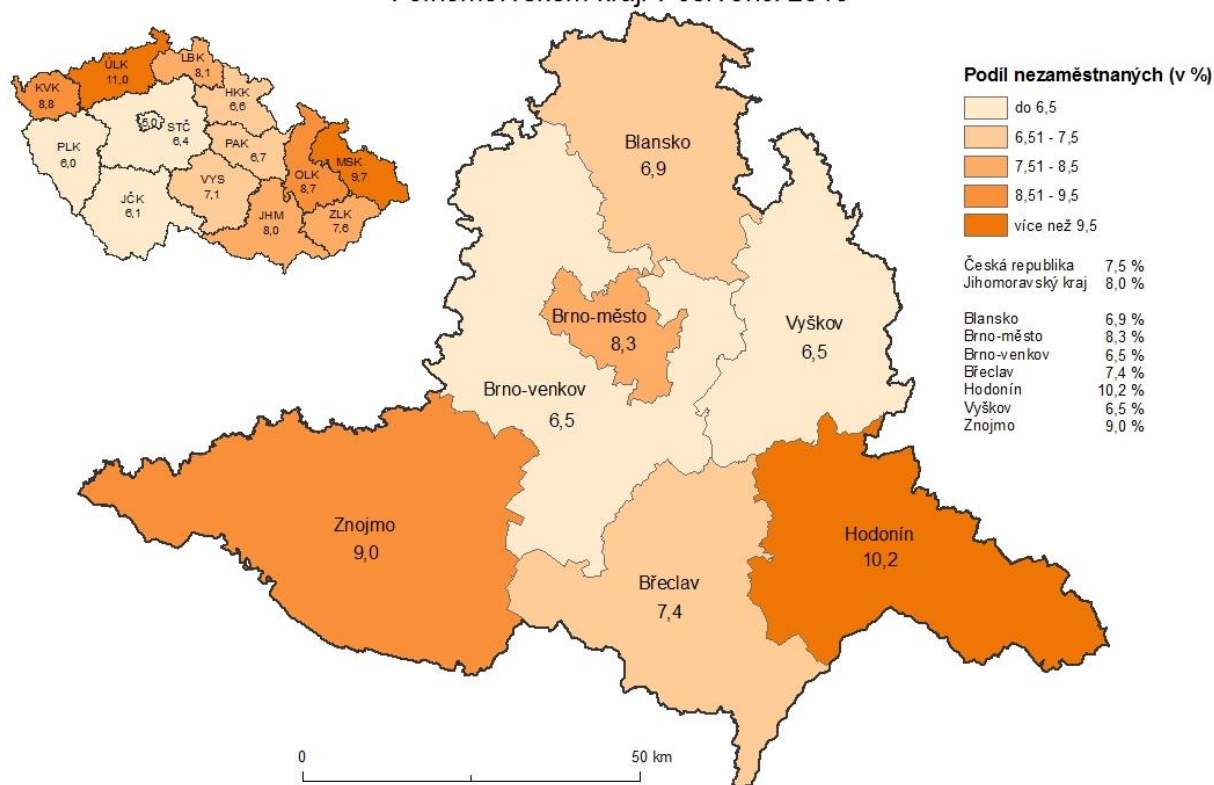 ÚLK
11,0
LBK
8,1
KVK
8,8
HKK
6,6
5,0
STČ
6,4
PLK
6,0
PAK
6,7
MSK
9,7
OLK
8,7
VYS
7,1
JČK
6,1
JHM
8,0
ZLK
7,6
Podíl nezaměstnaných (v %)
do 6,5
6,51 - 7,5
7,51 - 8,5
8,51 - 9,5
více než 9,5
Česká republika 7,5 %
Jihomoravský kraj 8,0 %
Blansko 6,9 %
Brno-město 8,3 %
Brno-venkov 6,5 %
Břeclav 7,4 %
Hodonín 10,2 %
Vyškov 6,5 %
Znojmo 9,0 %
Blansko
6,9
Brno-město
8,3
Vyškov
6,5
Brno-venkov
6,5
Znojmo
9,0
Hodonín
10,2
Břeclav
7,4
0 50 km